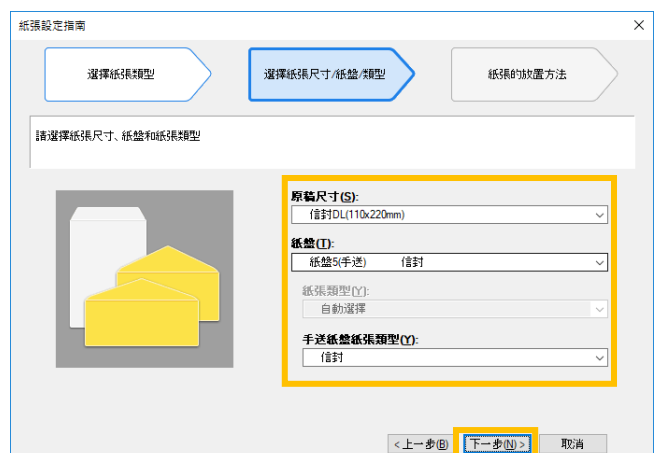 紙張設定指南
選擇紙張類型
選擇紙張尺寸/紙盤/類型
紙張的放置方法
請選擇紙張尺寸、紙盤和紙張類型
原稿尺寸(S):
信封DL(110x220mm)
紙盤(T):
紙盤5(手送) 信封
紙張類型(Y):
自動選擇
手送紙盤紙張類型(Y):
信封
<上一步(B) 下一步(N)> 取消